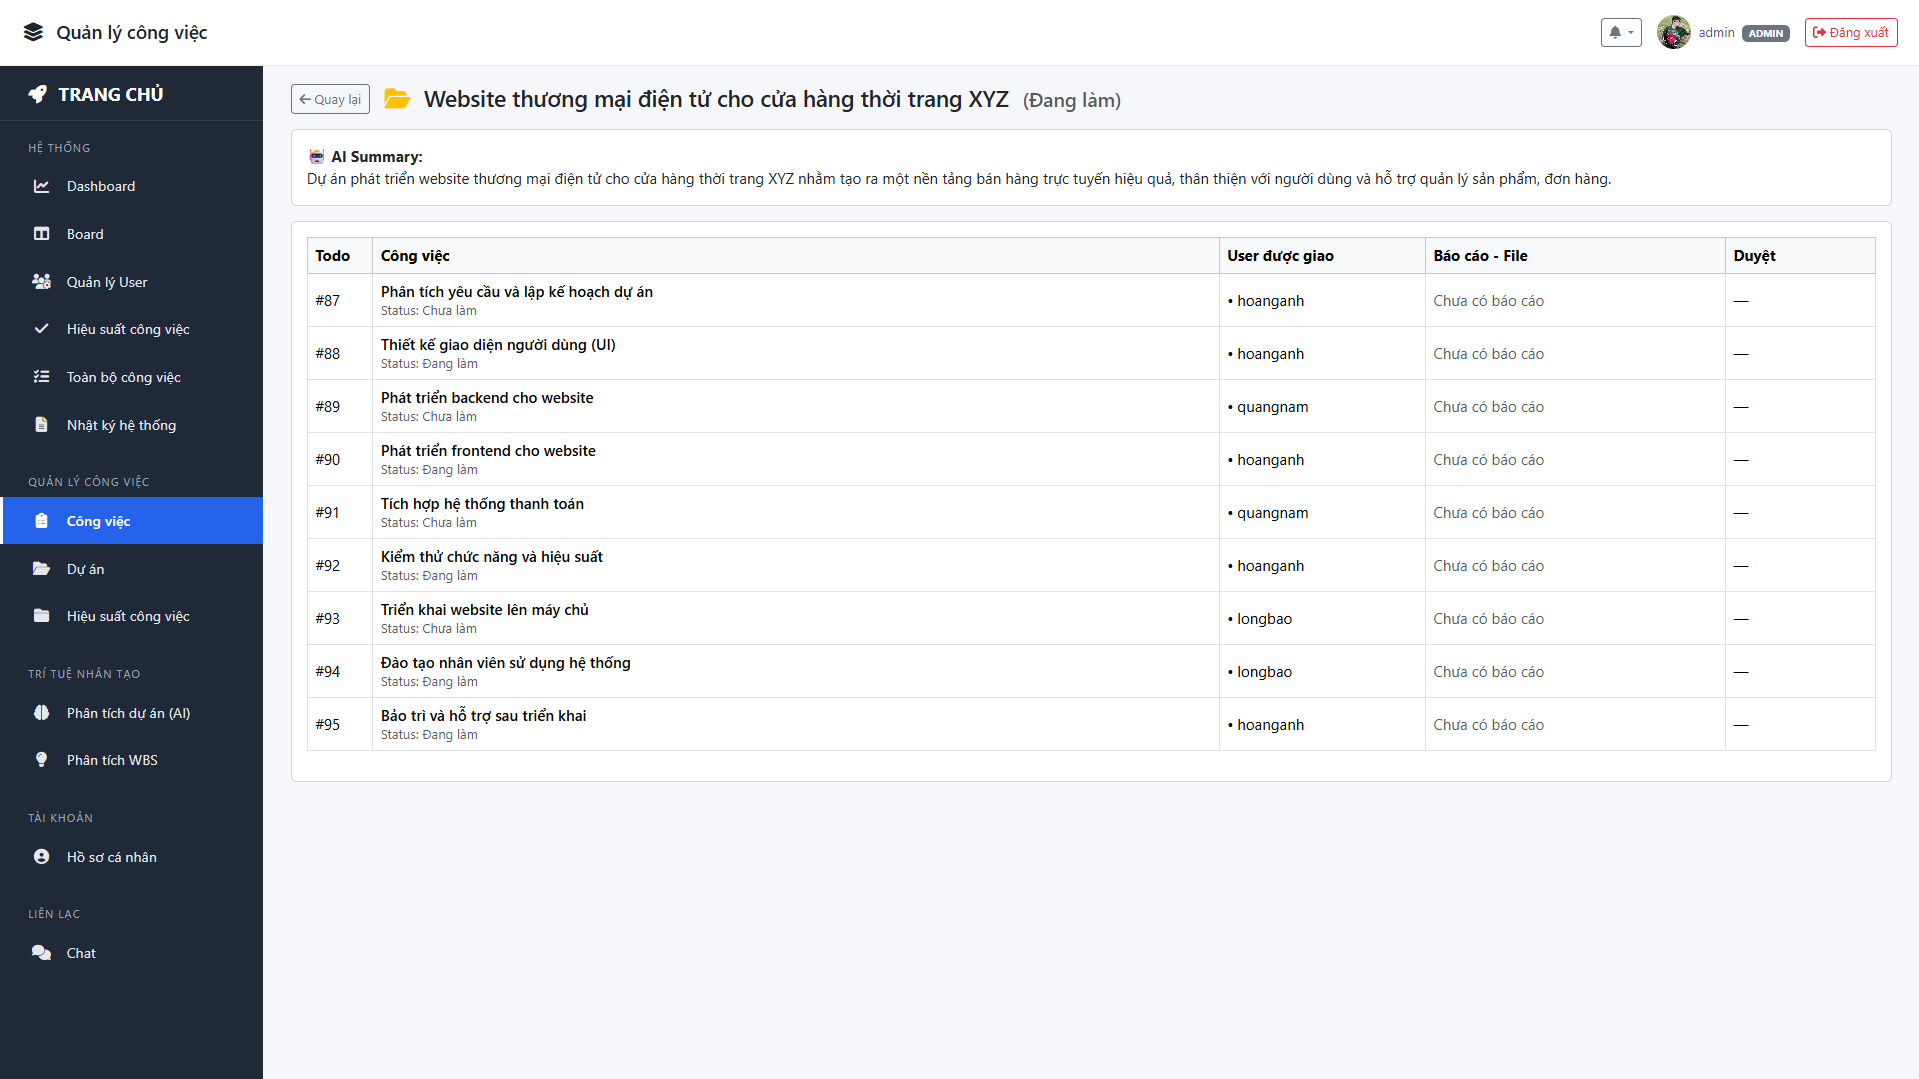 Quản lý công việc
admin ADMIN
Đăng xuất
TRANG CHỦ
HỆ THỐNG
Dashboard
Board
Quản lý User
Hiệu suất công việc
Toàn bộ công việc
Nhật ký hệ thống
QUẢN LÝ CÔNG VIỆC
Công việc
Dự án
Hiệu suất công việc
TRÍ TUỆ NHÂN TẠO
Phân tích dự án (AI)
Phân tích WBS
TÀI KHOẢN
Hồ sơ cá nhân
LIÊN LẠC
Chat
Quay lại
Website thương mại điện tử cho cửa hàng thời trang XYZ (Đang làm)
AI Summary:
Dự án phát triển website thương mại điện tử cho cửa hàng thời trang XYZ nhằm tạo ra một nền tảng bán hàng trực tuyến hiệu quả, thân thiện với người dùng và hỗ trợ quản lý sản phẩm, đơn hàng.
Todo Công việc User được giao Báo cáo - File Duyệt
#87 Phân tích yêu cầu và lập kế hoạch dự án • hoanganh Chưa có báo cáo —
Status: Chưa làm
#88 Thiết kế giao diện người dùng (UI) • hoanganh Chưa có báo cáo —
Status: Đang làm
#89 Phát triển backend cho website • quangnam Chưa có báo cáo —
Status: Chưa làm
#90 Phát triển frontend cho website • hoanganh Chưa có báo cáo —
Status: Đang làm
#91 Tích hợp hệ thống thanh toán • quangnam Chưa có báo cáo —
Status: Chưa làm
#92 Kiểm thử chức năng và hiệu suất • hoanganh Chưa có báo cáo —
Status: Đang làm
#93 Triển khai website lên máy chủ • longbao Chưa có báo cáo —
Status: Chưa làm
#94 Đào tạo nhân viên sử dụng hệ thống • longbao Chưa có báo cáo —
Status: Đang làm
#95 Bảo trì và hỗ trợ sau triển khai • hoanganh Chưa có báo cáo —
Status: Đang làm